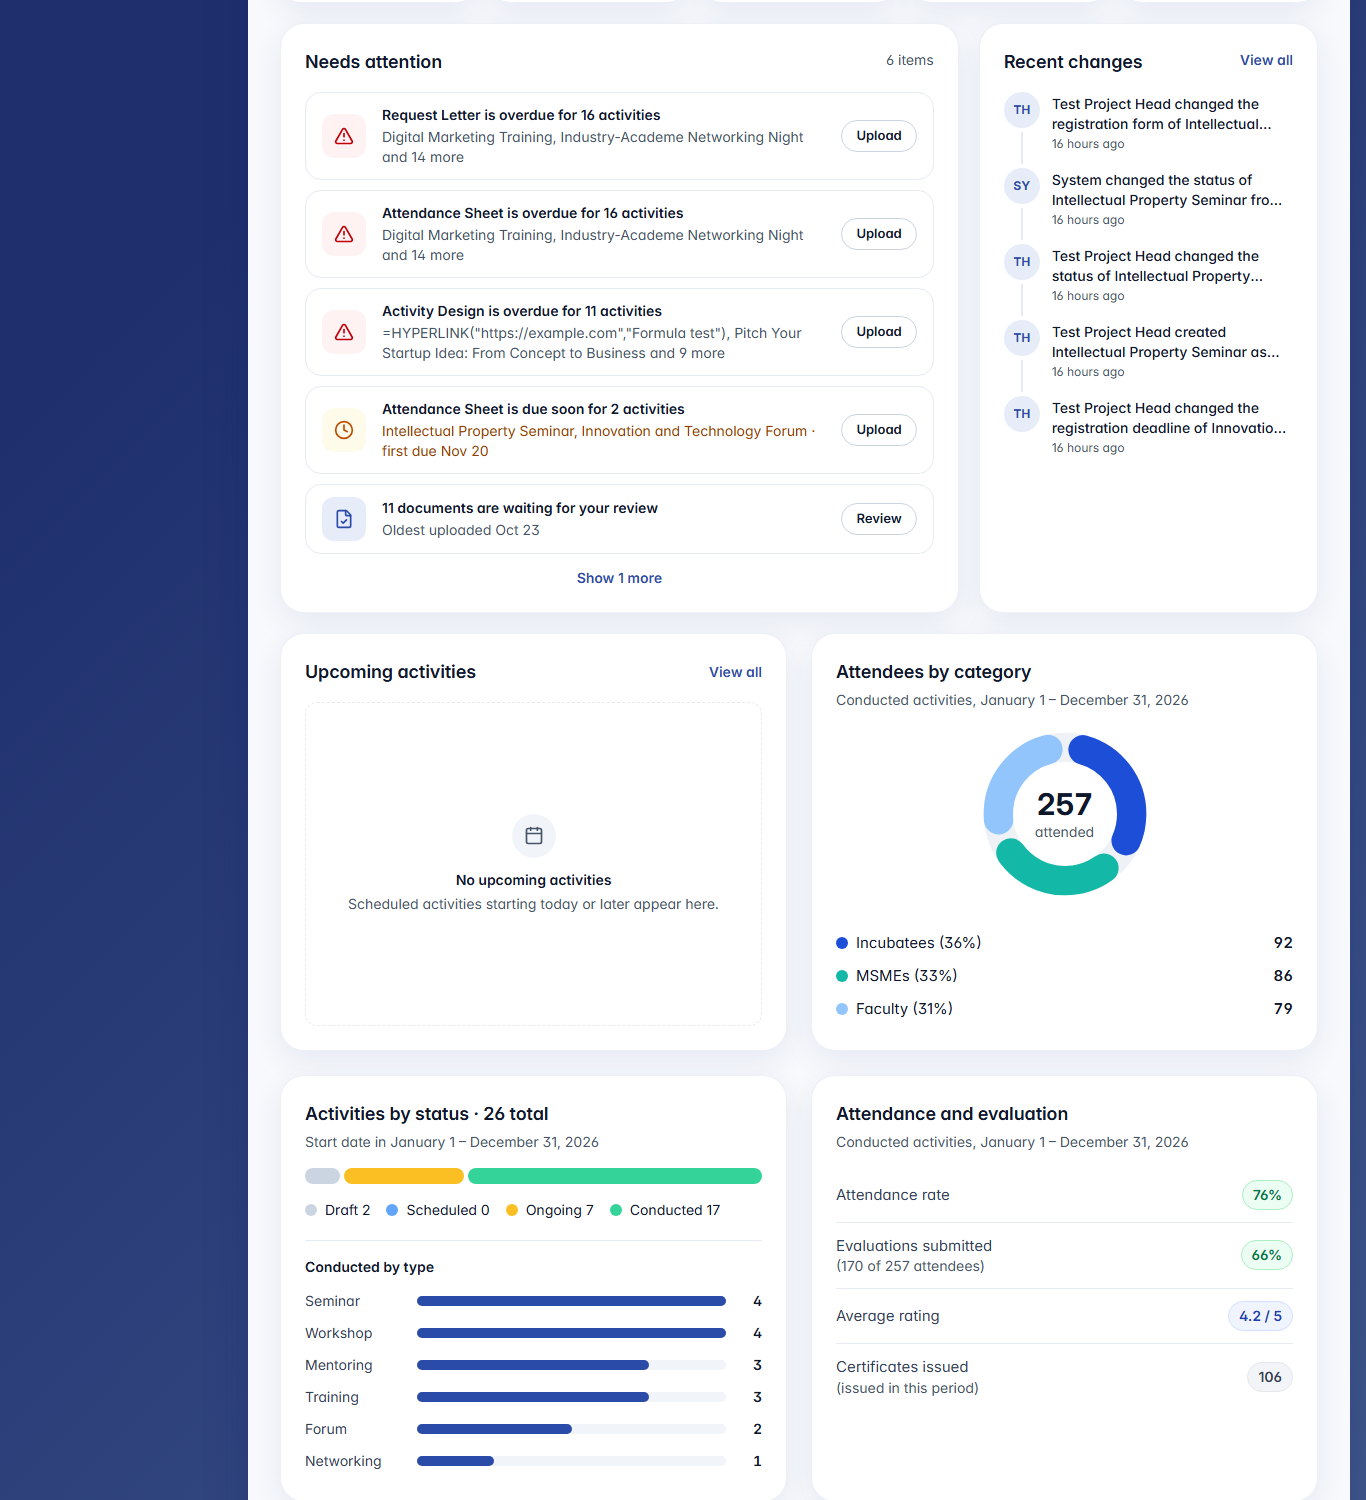 Needs attention
6 items
Request Letter is overdue for 16 activities
Digital Marketing Training, Industry-Academe Networking Night
and 14 more
Upload
Attendance Sheet is overdue for 16 activities
Digital Marketing Training, Industry-Academe Networking Night
and 14 more
Upload
Activity Design is overdue for 11 activities
=HYPERLINK("https://example.com","Formula test"), Pitch Your
Startup Idea: From Concept to Business and 9 more
Upload
Attendance Sheet is due soon for 2 activities
Intellectual Property Seminar, Innovation and Technology Forum ·
first due Nov 20
Upload
11 documents are waiting for your review
Oldest uploaded Oct 23
Review
Show 1 more
Recent changes
View all
TH
Test Project Head changed the
registration form of Intellectual...
16 hours ago
SY
System changed the status of
Intellectual Property Seminar fro...
16 hours ago
TH
Test Project Head changed the
status of Intellectual Property...
16 hours ago
TH
Test Project Head created
Intellectual Property Seminar as...
16 hours ago
TH
Test Project Head changed the
registration deadline of Innovatio...
16 hours ago
Upcoming activities
View all
No upcoming activities
Scheduled activities starting today or later appear here.
Attendees by category
Conducted activities, January 1 – December 31, 2026
257
attended
Incubatees (36%) 92
MSMEs (33%) 86
Faculty (31%) 79
Activities by status · 26 total
Start date in January 1 – December 31, 2026
Draft 2 Scheduled 0 Ongoing 7 Conducted 17
Conducted by type
Seminar 4
Workshop 4
Mentoring 3
Training 3
Forum 2
Networking 1
Attendance and evaluation
Conducted activities, January 1 – December 31, 2026
Attendance rate 76%
Evaluations submitted
(170 of 257 attendees)
66%
Average rating 4.2 / 5
Certificates issued
(issued in this period)
106